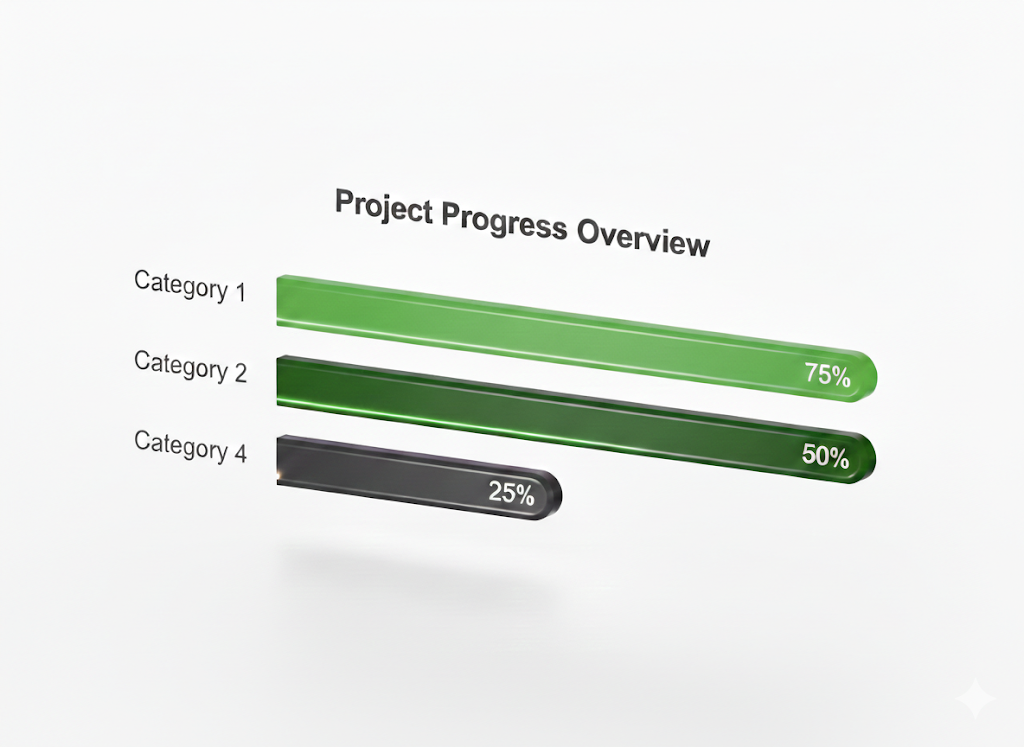 Project Progress Overview
Category 1
75%
Category 2
50%
Category 4
25%